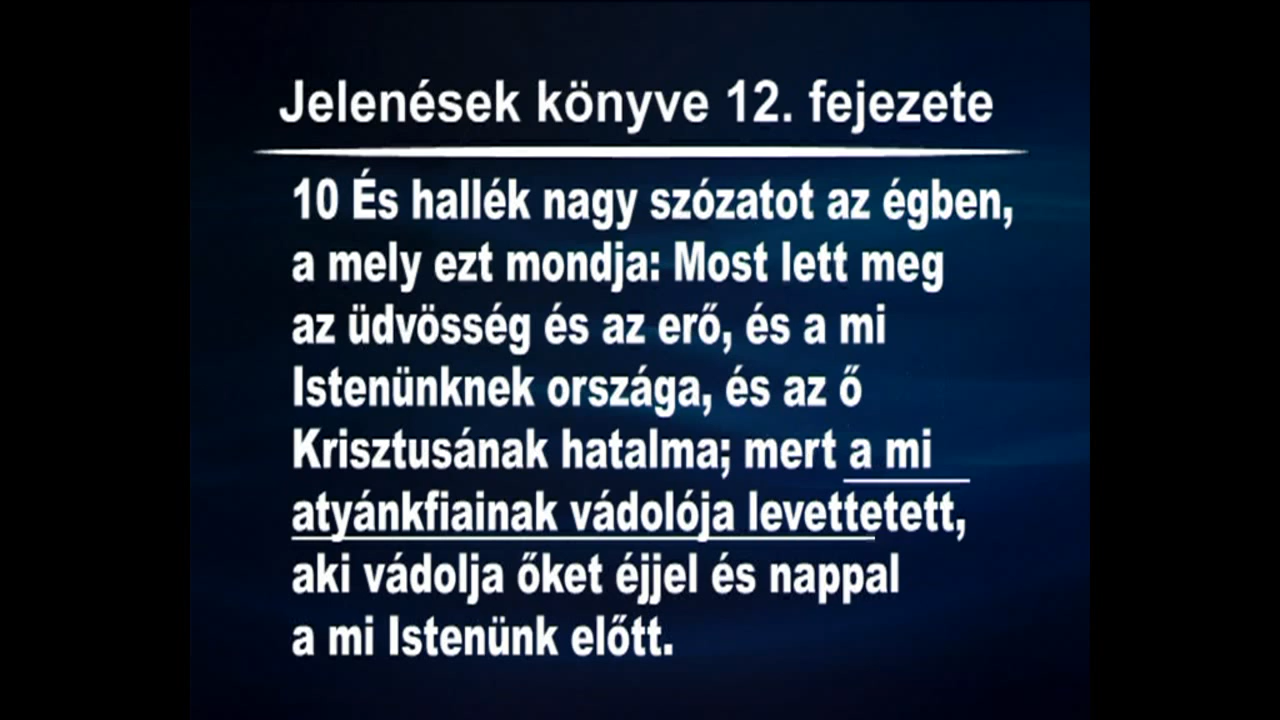 Jelenések könyve 12. fejezete
10 És hallék nagy szózatot az égben,
a mely ezt mondja: Most lett meg
az üdvösség és az erő, és a mi
Istenünknek országa, és az ő
Krisztusának hatalma; mert a mi
atyánkfiainak vádolója levettetett,
aki vádolja őket éjjel és nappal
a mi Istenünk előtt.